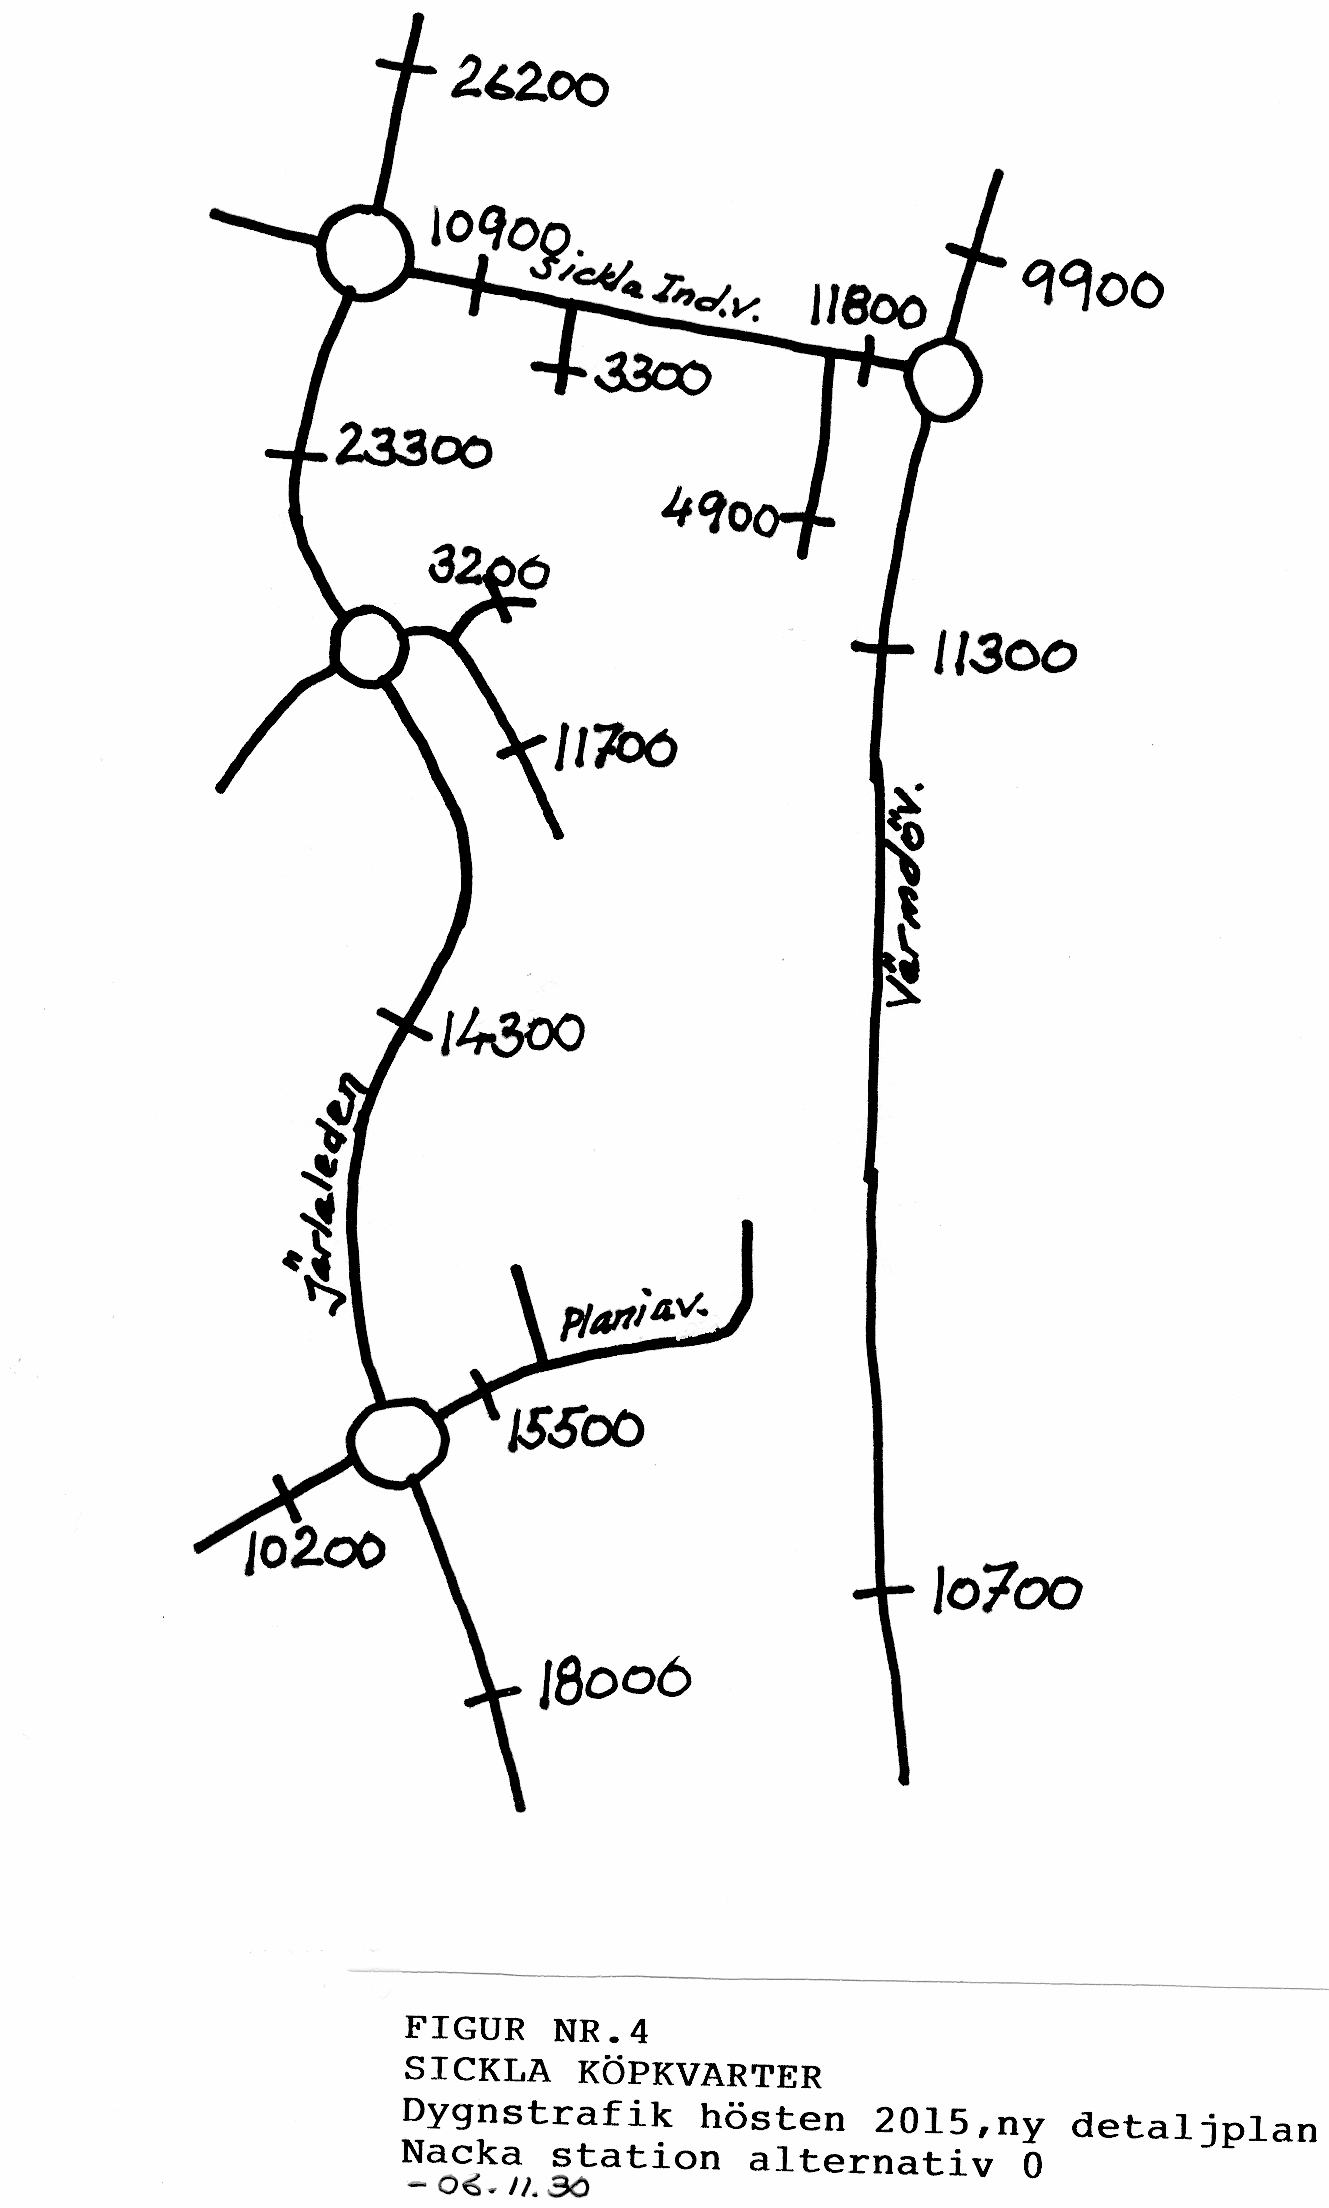 26200
10900
Sickla Ind.v.
11800
9900
3300
23300
4900
3200
11300
11700
Värmdöv.
14300
Järlaleden
Planiav.
15500
10200
10700
18000
FIGUR NR.4
SICKLA KÖPKVARTER
Dygnstrafik hösten 2015,ny detaljplan
Nacka station alternativ 0
- 06.11.30